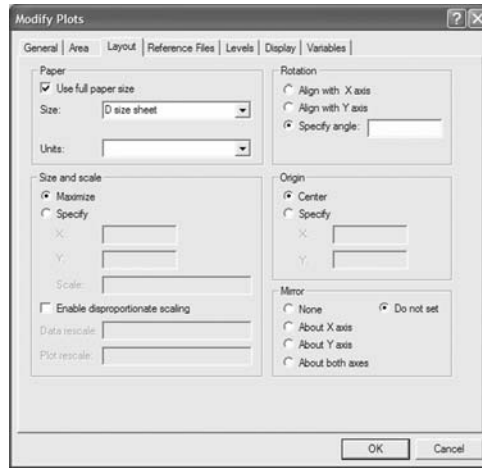 Modify Plots
General Area Layout Reference Files Levels Display Variables
Paper
Use full paper size
Size: D size sheet
Units:
Size and scale
Maximize
Specify
X:
Y:
Scale:
Enable disproportionate scaling
Data rescale:
Plot rescale:
Rotation
Align with X axis
Align with Y axis
Specify angle:
Origin
Center
Specify
X:
Y:
Mirror
None Do not set
About X axis
About Y axis
About both axes
OK Cancel